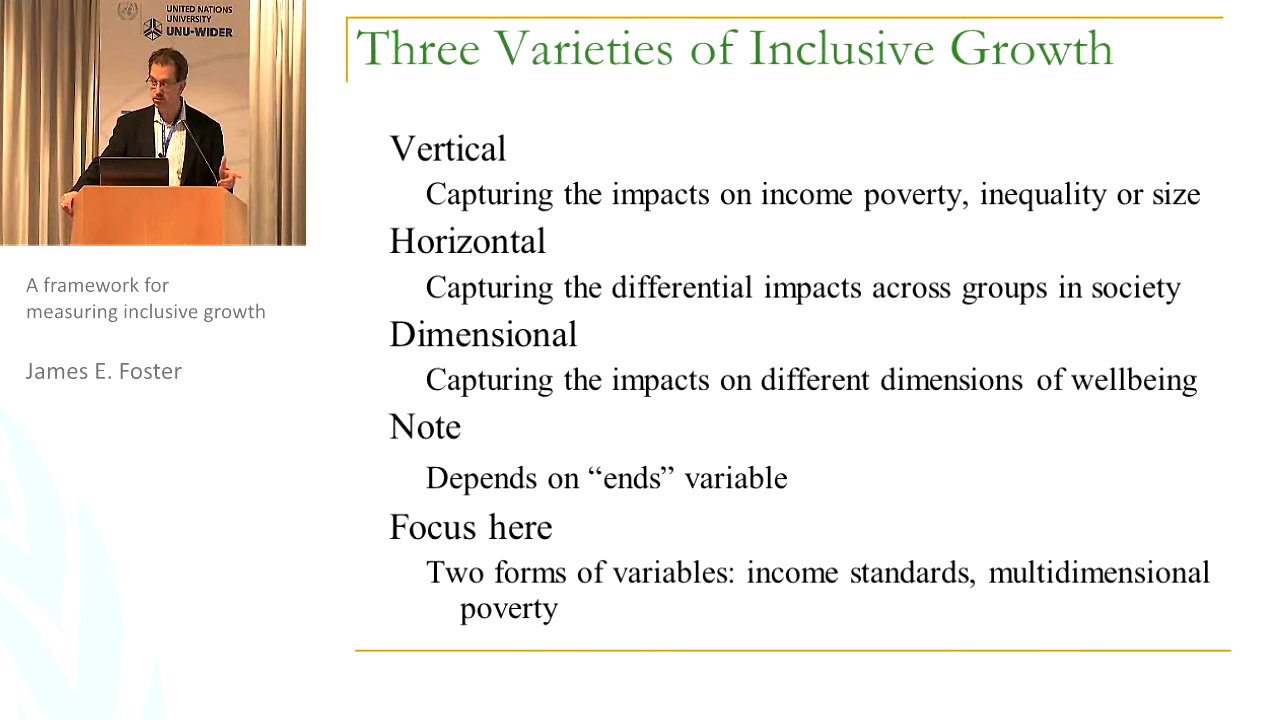 UNITED NATIONS
UNIVERSITY
UNU-WIDER
A framework for
measuring inclusive growth
James E. Foster
Three Varieties of Inclusive Growth
Vertical
Capturing the impacts on income poverty, inequality or size
Horizontal
Capturing the differential impacts across groups in society
Dimensional
Capturing the impacts on different dimensions of wellbeing
Note
Depends on “ends” variable
Focus here
Two forms of variables: income standards, multidimensional
poverty